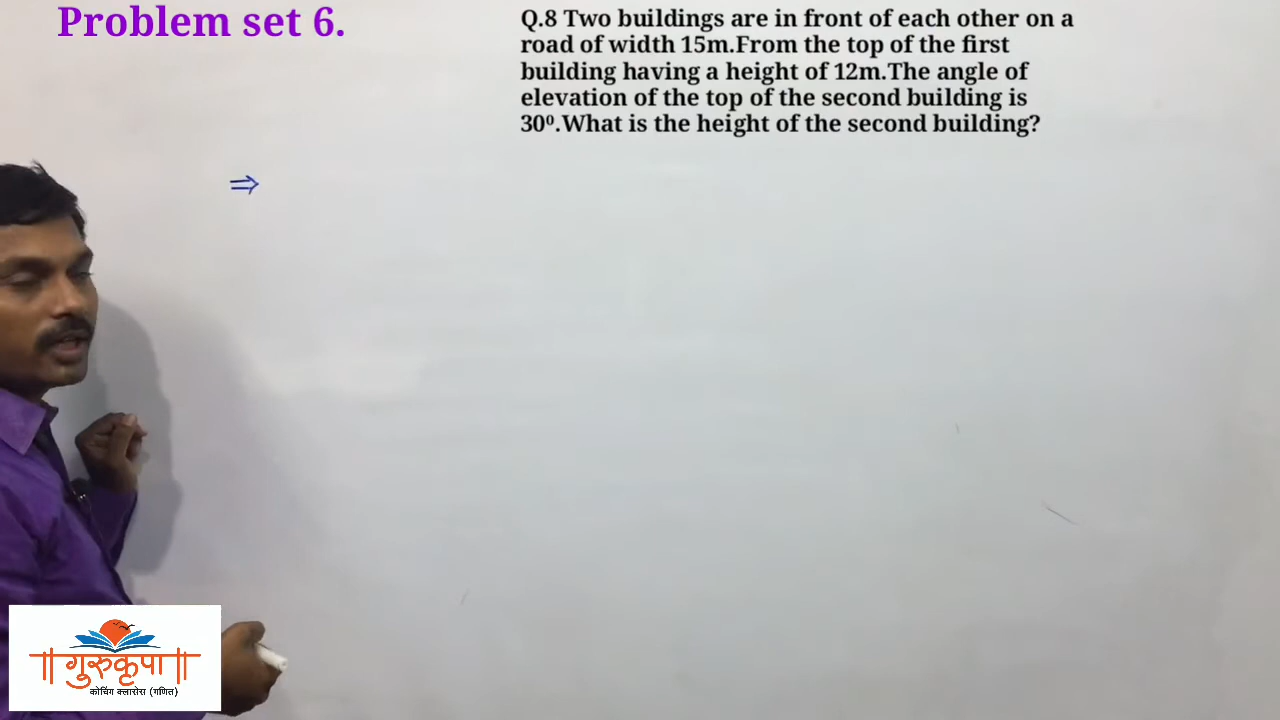 Problem set 6.
Q.8 Two buildings are in front of each other on a
road of width 15m.From the top of the first
building having a height of 12m.The angle of
elevation of the top of the second building is
30⁰.What is the height of the second building?
⇒
॥ गुरुकृपा ॥
कोचिंग क्लासेस (गणित)